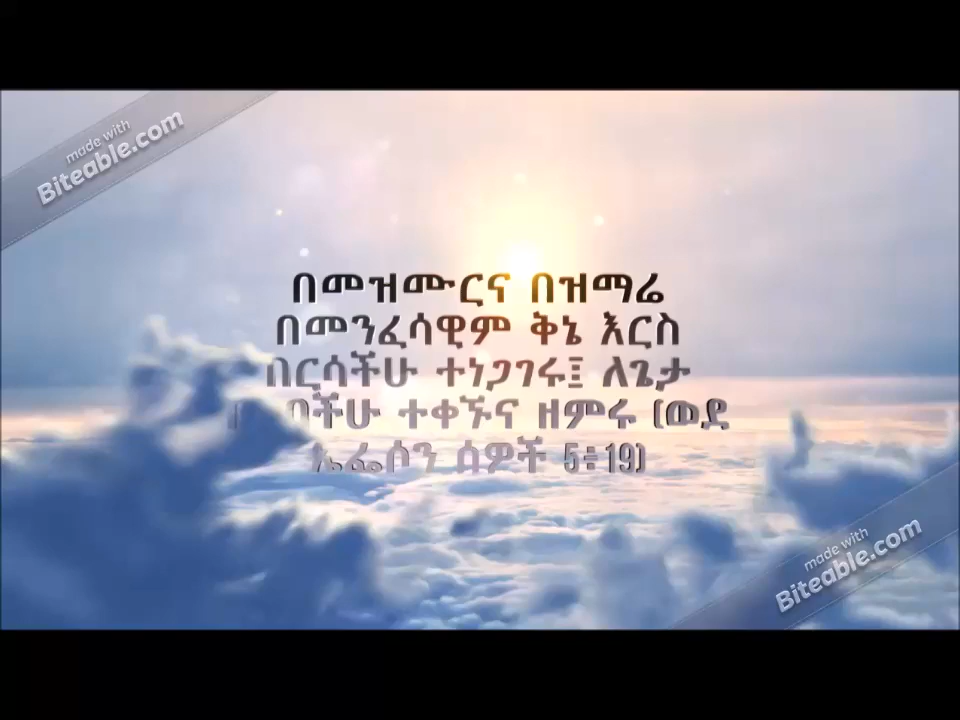 made with
Biteable.com
በመዝሙርና በዝማሬ
በመንፈሳዊም ቅኔ እርስ
በርሳችሁ ተነጋገሩ፤ ለጌታ
ተቀኙና ዘምሩ (ወደ
ኤፌሶን ሰዎች 5÷19)
made with
Biteable.com